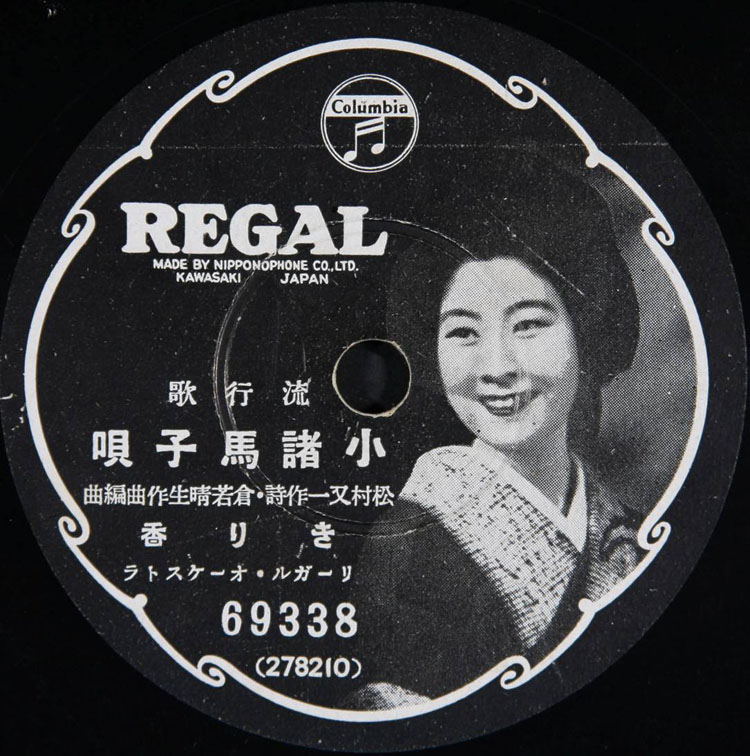 Columbia
REGAL
MADE BY NIPPONOPHONE CO.,LTD.
KAWASAKI JAPAN
流行歌
小諸馬子唄
松村又一作詩・倉若晴生作曲編曲
きり香
リーガル・オーケストラ
69338
(278210)